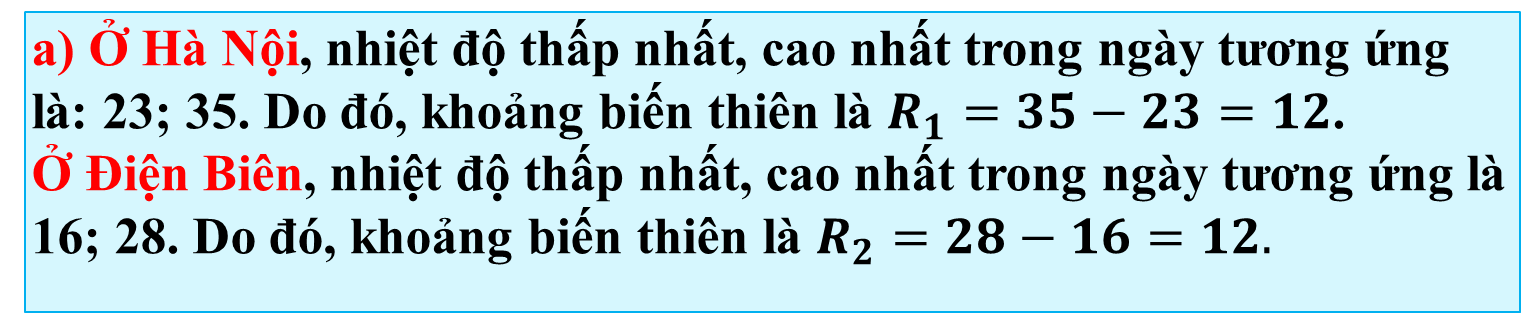 a) Ở Hà Nội, nhiệt độ thấp nhất, cao nhất trong ngày tương ứng
là: 23; 35. Do đó, khoảng biến thiên là R₁ = 35 − 23 = 12.
Ở Điện Biên, nhiệt độ thấp nhất, cao nhất trong ngày tương ứng là
16; 28. Do đó, khoảng biến thiên là R₂ = 28 − 16 = 12.